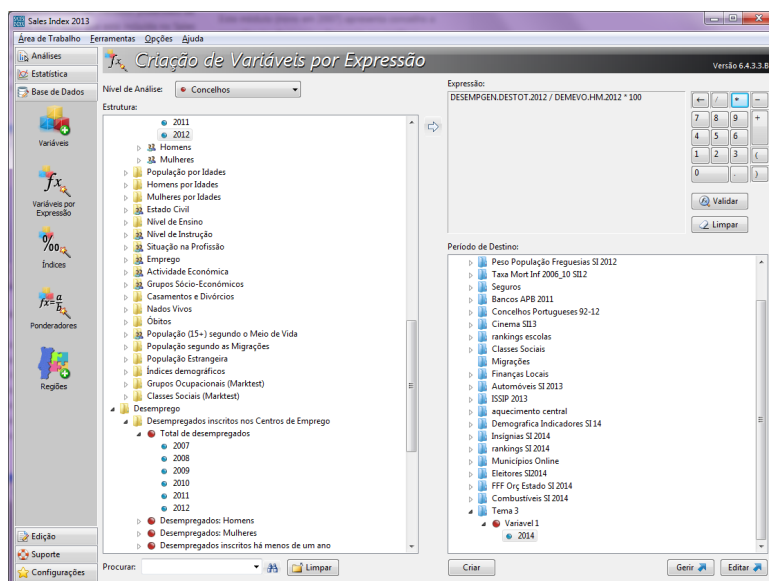 Sales Index 2013
Área de Trabalho Ferramentas Opções Ajuda
Análises
Estatística
Base de Dados
Variáveis
Variáveis por
Expressão
Índices
Ponderadores
Regiões
Edição
Suporte
Configurações
Criação de Variáveis por Expressão
Versão 6.4.3.3.B
Nível de Análise: Concelhos
Estrutura:
2011
2012
Homens
Mulheres
População por Idades
Homens por Idades
Mulheres por Idades
Estado Civil
Nível de Ensino
Nível de Instrução
Situação na Profissão
Emprego
Actividade Económica
Grupos Sócio-Económicos
Casamentos e Divórcios
Nados Vivos
Óbitos
População (15+) segundo o Meio de Vida
População segundo as Migrações
População Estrangeira
Índices demográficos
Grupos Ocupacionais (Marktest)
Classes Sociais (Marktest)
Desemprego
Desempregados inscritos nos Centros de Emprego
Total de desempregados
2007
2008
2009
2010
2011
2012
Desempregados: Homens
Desempregados: Mulheres
Desempregados inscritos há menos de um ano
Procurar: Limpar
Expressão:
DESEMPGEN.DESTOT.2012 / DEMEVO.HM.2012 * 100
← / * -
7 8 9 +
4 5 6
1 2 3 (
0 . )
Validar
Limpar
Período de Destino:
Peso População Freguesias SI 2012
Taxa Mort Inf 2006_10 SI12
Seguros
Bancos APB 2011
Concelhos Portugueses 92-12
Cinema SI13
rankings escolas
Classes Sociais
Migrações
Finanças Locais
Automóveis SI 2013
ISSIP 2013
aquecimento central
Demografica Indicadores SI 14
Insígnias SI 2014
rankings SI 2014
Municípios Online
Eleitores SI2014
FFF Orç Estado SI 2014
Combustíveis SI 2014
Tema 3
Variavel 1
2014
Criar Gerir Editar